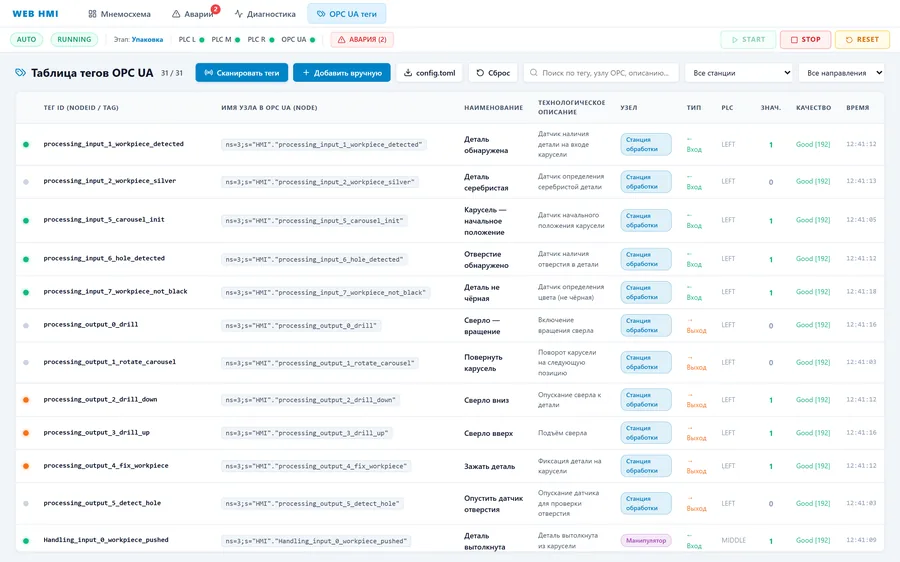 WEB HMI
Мнемосхема
Аварии 2
Диагностика
OPC UA теги
AUTO RUNNING Этап: Упаковка PLC L PLC M PLC R OPC UA АВАРИЯ (2) START STOP RESET
Таблица тегов OPC UA 31 / 31 Сканировать теги Добавить вручную config.toml Сброс Поиск по тегу, узлу OPC, описанию... Все станции Все направления
ТЕГ ID (NODEID / TAG) ИМЯ УЗЛА В OPC UA (NODE) НАИМЕНОВАНИЕ ТЕХНОЛОГИЧЕСКОЕ ОПИСАНИЕ УЗЕЛ ТИП PLC ЗНАЧ. КАЧЕСТВО ВРЕМЯ
processing_input_1_workpiece_detected ns=3;s="HMI"."processing_input_1_workpiece_detected" Деталь обнаружена Датчик наличия детали на входе карусели Станция обработки ← Вход LEFT 1 Good [192] 12:41:12
processing_input_2_workpiece_silver ns=3;s="HMI"."processing_input_2_workpiece_silver" Деталь серебристая Датчик определения серебристой детали Станция обработки ← Вход LEFT 0 Good [192] 12:41:13
processing_input_5_carousel_init ns=3;s="HMI"."processing_input_5_carousel_init" Карусель — начальное положение Датчик начального положения карусели Станция обработки ← Вход LEFT 1 Good [192] 12:41:05
processing_input_6_hole_detected ns=3;s="HMI"."processing_input_6_hole_detected" Отверстие обнаружено Датчик наличия отверстия в детали Станция обработки ← Вход LEFT 1 Good [192] 12:41:12
processing_input_7_workpiece_not_black ns=3;s="HMI"."processing_input_7_workpiece_not_black" Деталь не чёрная Датчик определения цвета (не чёрная) Станция обработки ← Вход LEFT 1 Good [192] 12:41:18
processing_output_0_drill ns=3;s="HMI"."processing_output_0_drill" Сверло — вращение Включение вращения сверла Станция обработки → Выход LEFT 0 Good [192] 12:41:16
processing_output_1_rotate_carousel ns=3;s="HMI"."processing_output_1_rotate_carousel" Повернуть карусель Поворот карусели на следующую позицию Станция обработки → Выход LEFT 0 Good [192] 12:41:03
processing_output_2_drill_down ns=3;s="HMI"."processing_output_2_drill_down" Сверло вниз Опускание сверла к детали Станция обработки → Выход LEFT 1 Good [192] 12:41:12
processing_output_3_drill_up ns=3;s="HMI"."processing_output_3_drill_up" Сверло вверх Подъём сверла Станция обработки → Выход LEFT 1 Good [192] 12:41:16
processing_output_4_fix_workpiece ns=3;s="HMI"."processing_output_4_fix_workpiece" Зажать деталь Фиксация детали на карусели Станция обработки → Выход LEFT 1 Good [192] 12:41:12
processing_output_5_detect_hole ns=3;s="HMI"."processing_output_5_detect_hole" Опустить датчик отверстия Опускание датчика для проверки отверстия Станция обработки → Выход LEFT 0 Good [192] 12:41:03
Handling_input_0_workpiece_pushed ns=3;s="HMI"."Handling_input_0_workpiece_pushed" Деталь вытолкнута Деталь вытолкнута из карусели Манипулятор ← Вход MIDDLE 1 Good [192] 12:41:09